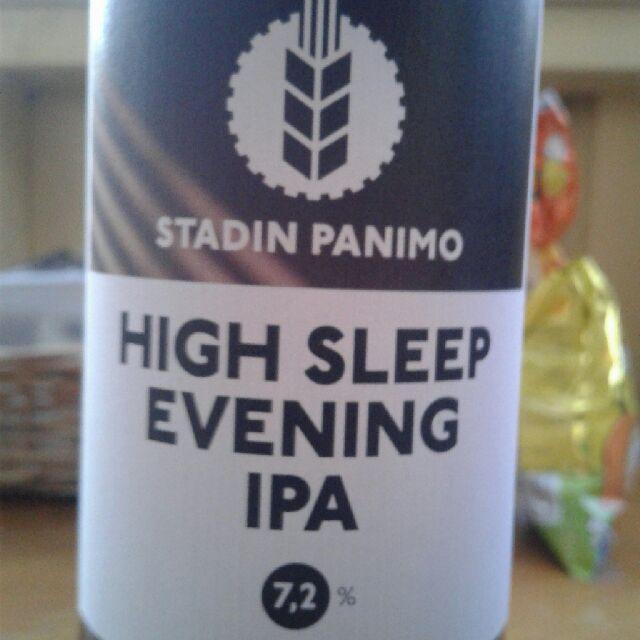 STADIN PANIMO
HIGH SLEEP
EVENING
IPA
7,2 %